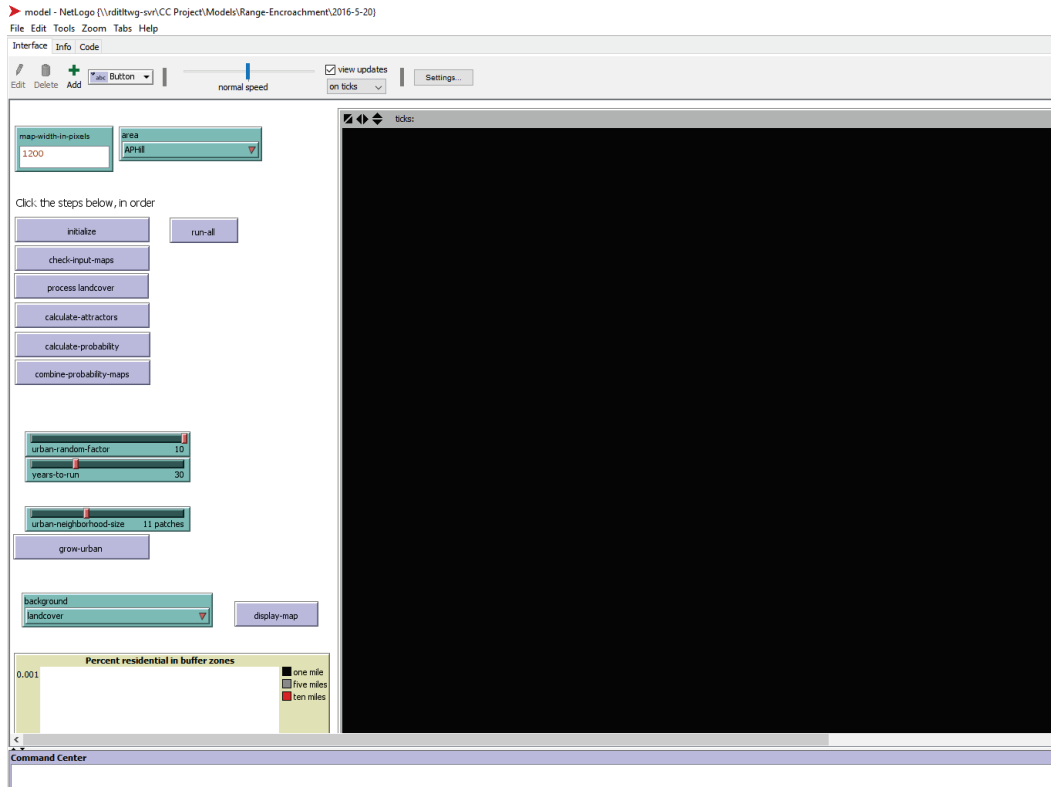 model - NetLogo {\\rditltwg-svr\CC Project\Models\Range-Encroachment\2016-5-20}
File Edit Tools Zoom Tabs Help
Interface Info Code
Edit Delete Add abc Button normal speed view updates on ticks Settings...
ticks:
map-width-in-pixels
1200
area
APHill
Click the steps below, in order
initialize run-all
check-input-maps
process landcover
calculate-attractors
calculate-probability
combine-probability-maps
urban-random-factor 10
years-to-run 30
urban-neighborhood-size 11 patches
grow-urban
background
landcover display-map
Percent residential in buffer zones
0.001
one mile
five miles
ten miles
Command Center